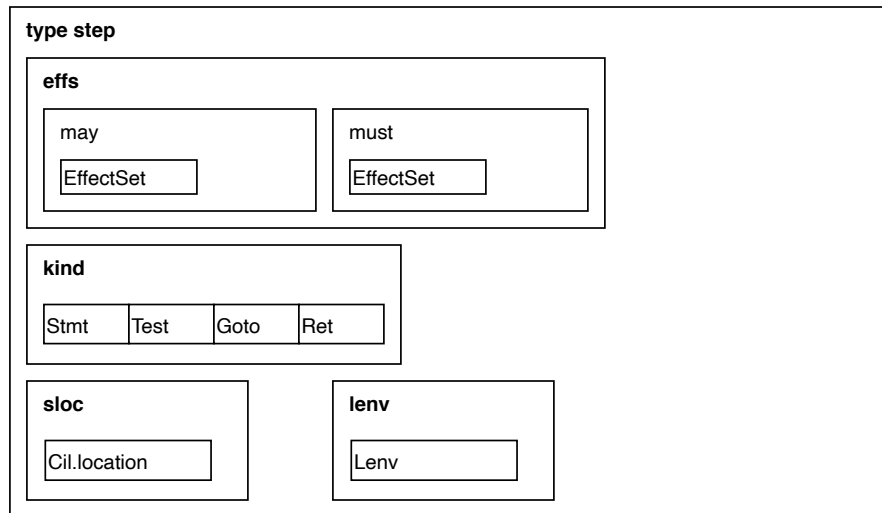 type step
effs
may must
EffectSet EffectSet
kind
Stmt Test Goto Ret
sloc lenv
Cil.location Lenv